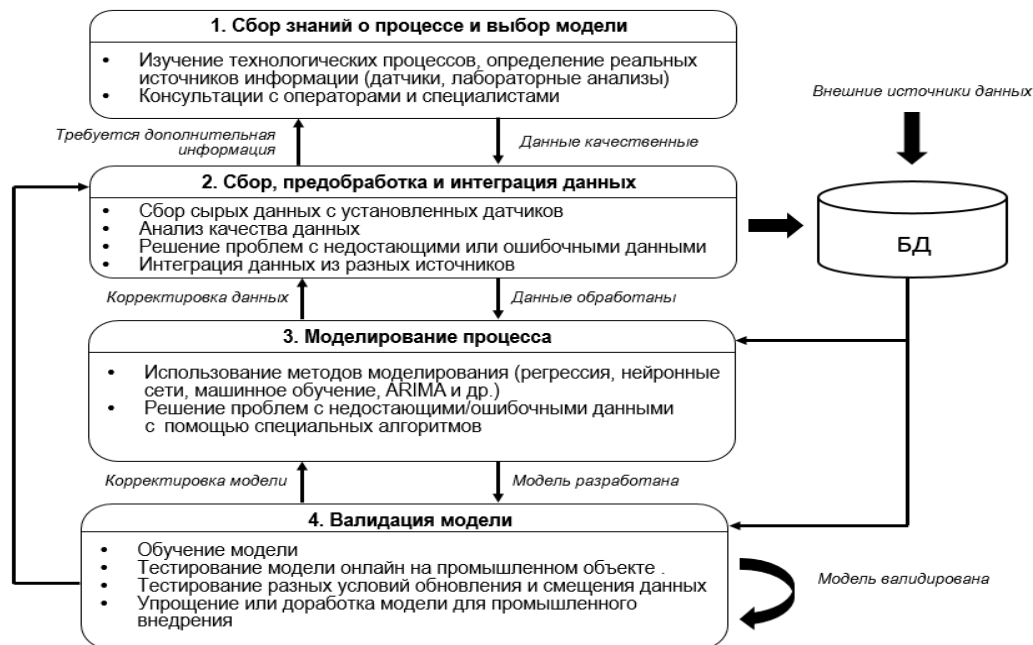 1. Сбор знаний о процессе и выбор модели
• Изучение технологических процессов, определение реальных
источников информации (датчики, лабораторные анализы)
• Консультации с операторами и специалистами
Внешние источники данных
Требуется дополнительная
информация
Данные качественные
2. Сбор, предобработка и интеграция данных
• Сбор сырых данных с установленных датчиков
• Анализ качества данных
• Решение проблем с недостающими или ошибочными данными
• Интеграция данных из разных источников
БД
Корректировка данных
Данные обработаны
3. Моделирование процесса
• Использование методов моделирования (регрессия, нейронные
сети, машинное обучение, ARIMA и др.)
• Решение проблем с недостающими/ошибочными данными
с помощью специальных алгоритмов
Корректировка модели
Модель разработана
4. Валидация модели
• Обучение модели
• Тестирование модели онлайн на промышленном объекте .
• Тестирование разных условий обновления и смещения данных
• Упрощение или доработка модели для промышленного
внедрения
Модель валидирована